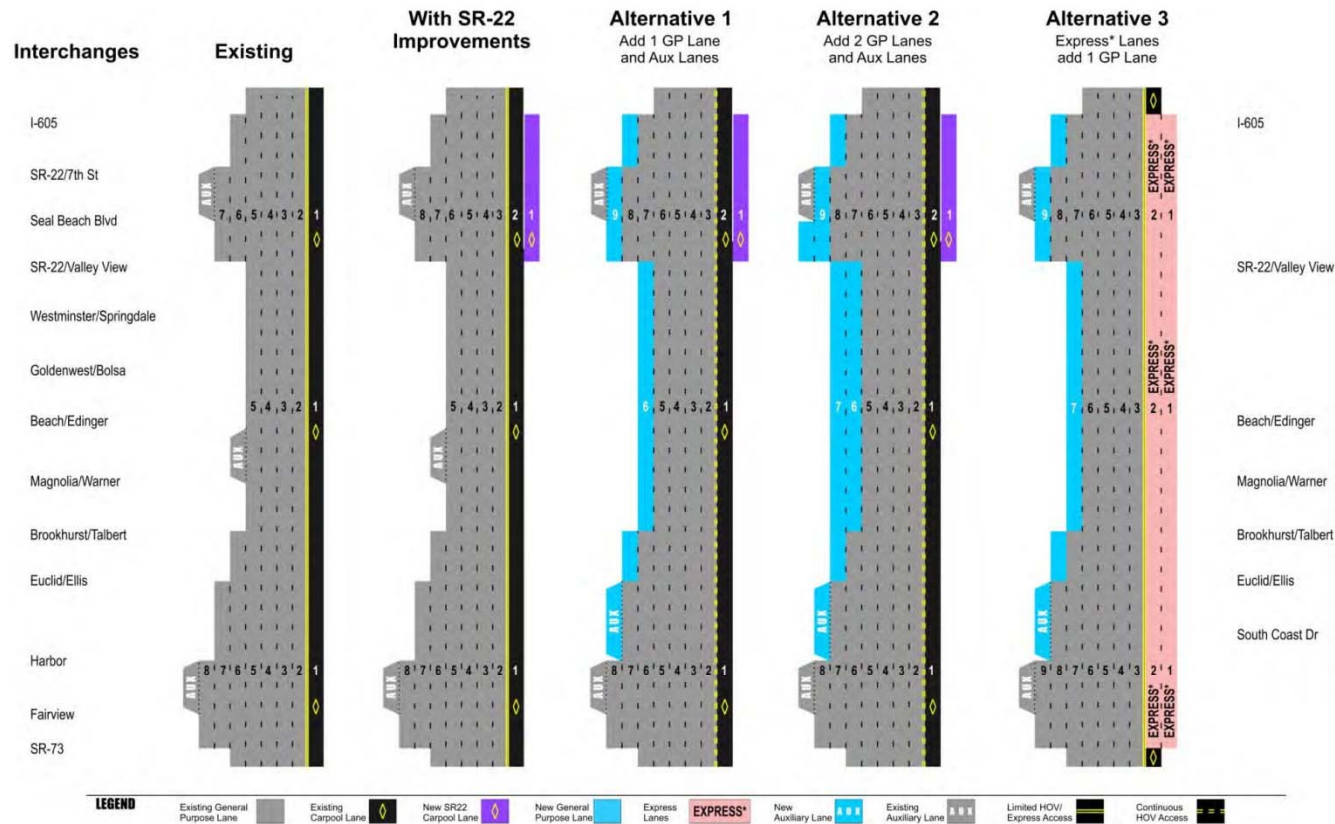 With SR-22
Improvements
Alternative 1
Add 1 GP Lane
and Aux Lanes
Alternative 2
Add 2 GP Lanes
and Aux Lanes
Alternative 3
Express* Lanes
add 1 GP Lane
Interchanges
Existing
I-605
SR-22/7th St
Seal Beach Blvd
SR-22/Valley View
Westminster/Springdale
Goldenwest/Bolsa
Beach/Edinger
Magnolia/Warner
Brookhurst/Talbert
Euclid/Ellis
Harbor
Fairview
SR-73
AUX
7 6 5 4 3 2 1
5 4 3 2 1
AUX
8 7 6 5 4 3 2 1
AUX
AUX
8 7 6 5 4 3 2 1
5 4 3 2 1
AUX
8 7 6 5 4 3 2 1
AUX
AUX
9 8 7 6 5 4 3 2 1
6 5 4 3 2 1
AUX
8 7 6 5 4 3 2 1
AUX
AUX
9 8 7 6 5 4 3 2 1
7 6 5 4 3 2 1
AUX
8 7 6 5 4 3 2 1
AUX
EXPRESS*
EXPRESS*
AUX
9 8 7 6 5 4 3 2 1
EXPRESS*
EXPRESS*
7 6 5 4 3 2 1
AUX
9 8 7 6 5 4 3 2 1
AUX
EXPRESS*
EXPRESS*
I-605
SR-22/Valley View
Beach/Edinger
Magnolia/Warner
Brookhurst/Talbert
Euclid/Ellis
South Coast Dr
LEGEND
Existing General
Purpose Lane
Existing
Carpool Lane
New SR22
Carpool Lane
New General
Purpose Lane
Express
Lanes
EXPRESS*
New
Auxiliary Lane
AUX
Existing
Auxiliary Lane
AUX
Limited HOV/
Express Access
Continuous
HOV Access